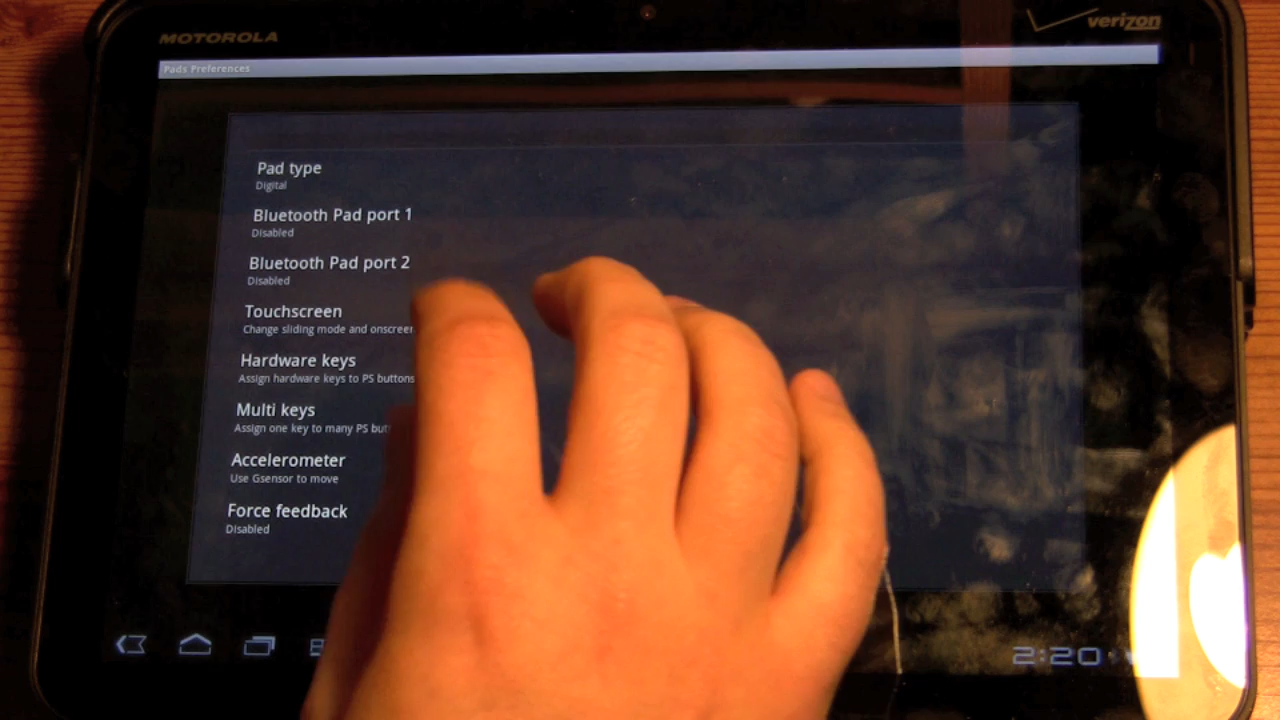 MOTOROLA
verizon
Pads Preferences
Pad type
Digital
Bluetooth Pad port 1
Disabled
Bluetooth Pad port 2
Disabled
Touchscreen
Change sliding mode and onscreen
Hardware keys
Assign hardware keys to PS buttons
Multi keys
Assign one key to many PS but
Accelerometer
Use Gsensor to move
Force feedback
Disabled
2:20